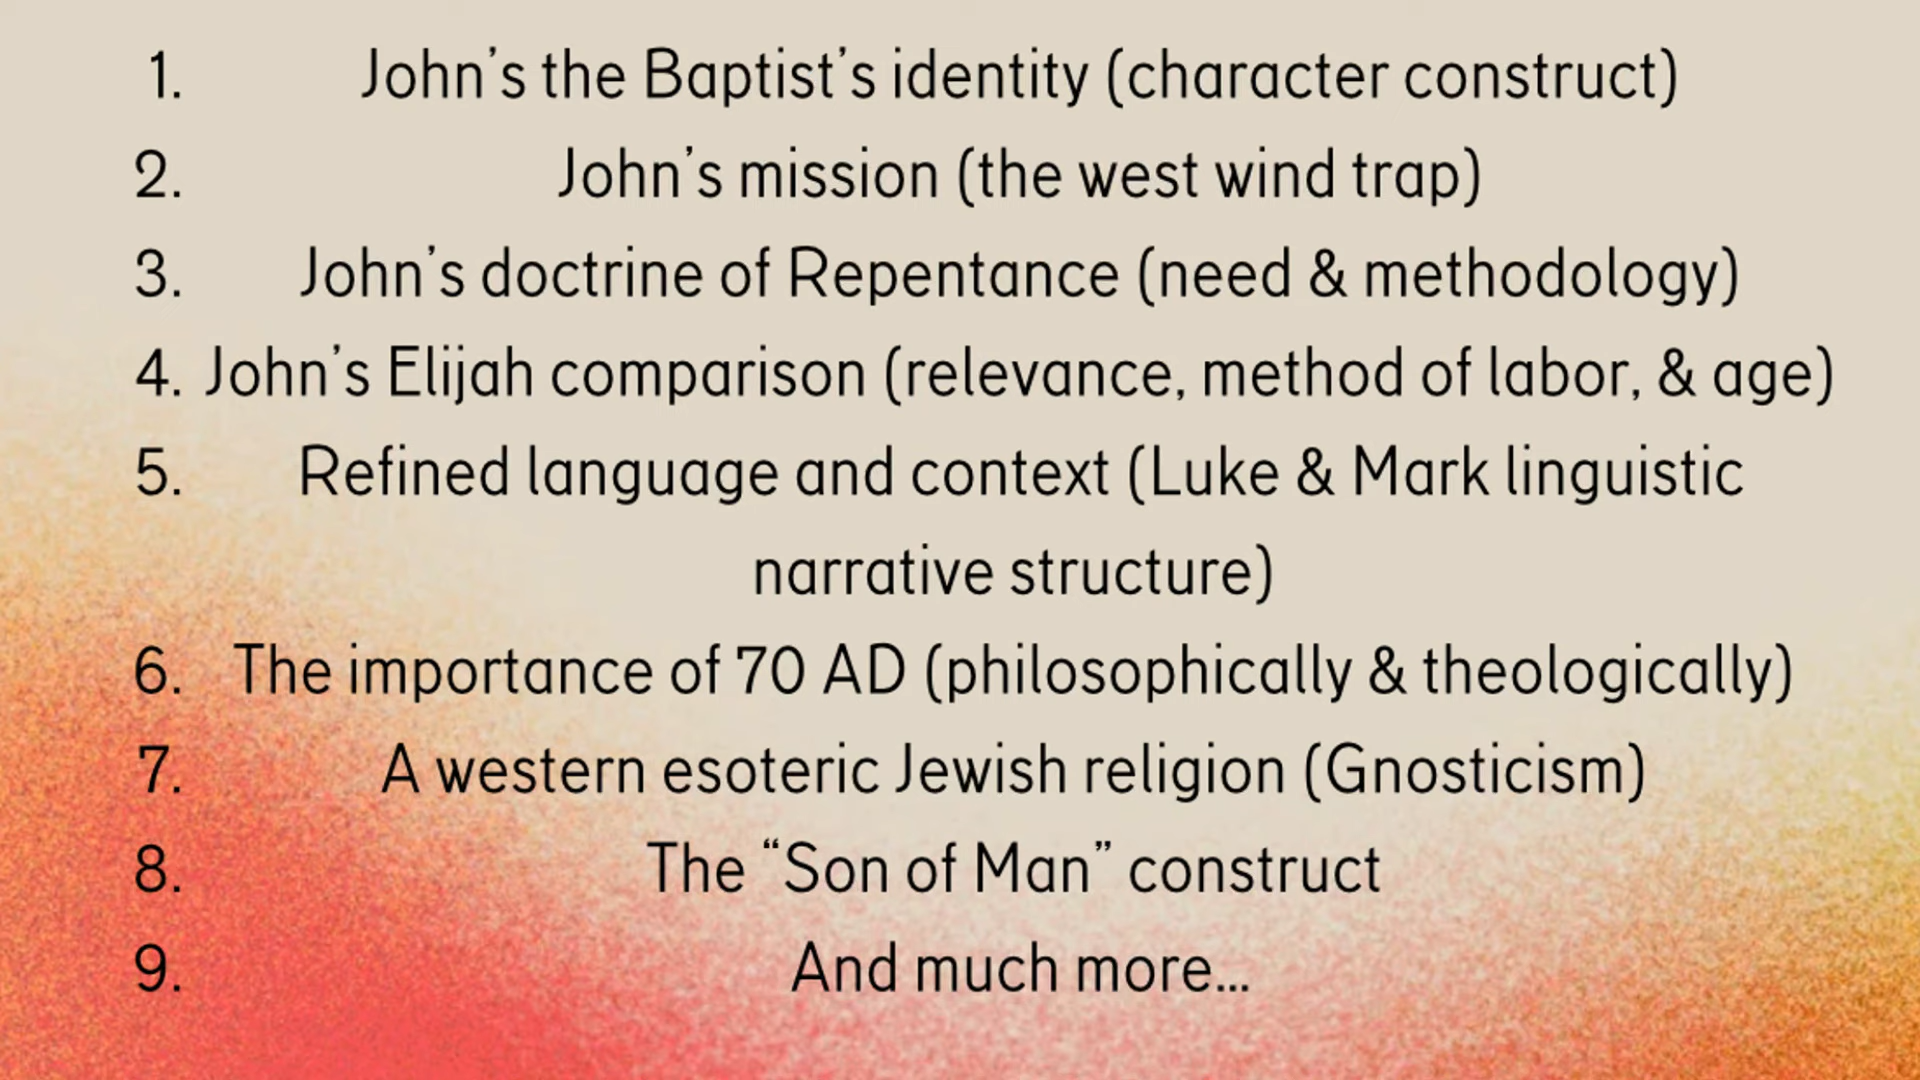 1. John’s the Baptist’s identity (character construct)
2. John’s mission (the west wind trap)
3. John’s doctrine of Repentance (need & methodology)
4. John’s Elijah comparison (relevance, method of labor, & age)
5. Refined language and context (Luke & Mark linguistic
narrative structure)
6. The importance of 70 AD (philosophically & theologically)
7. A western esoteric Jewish religion (Gnosticism)
8. The “Son of Man” construct
9. And much more...